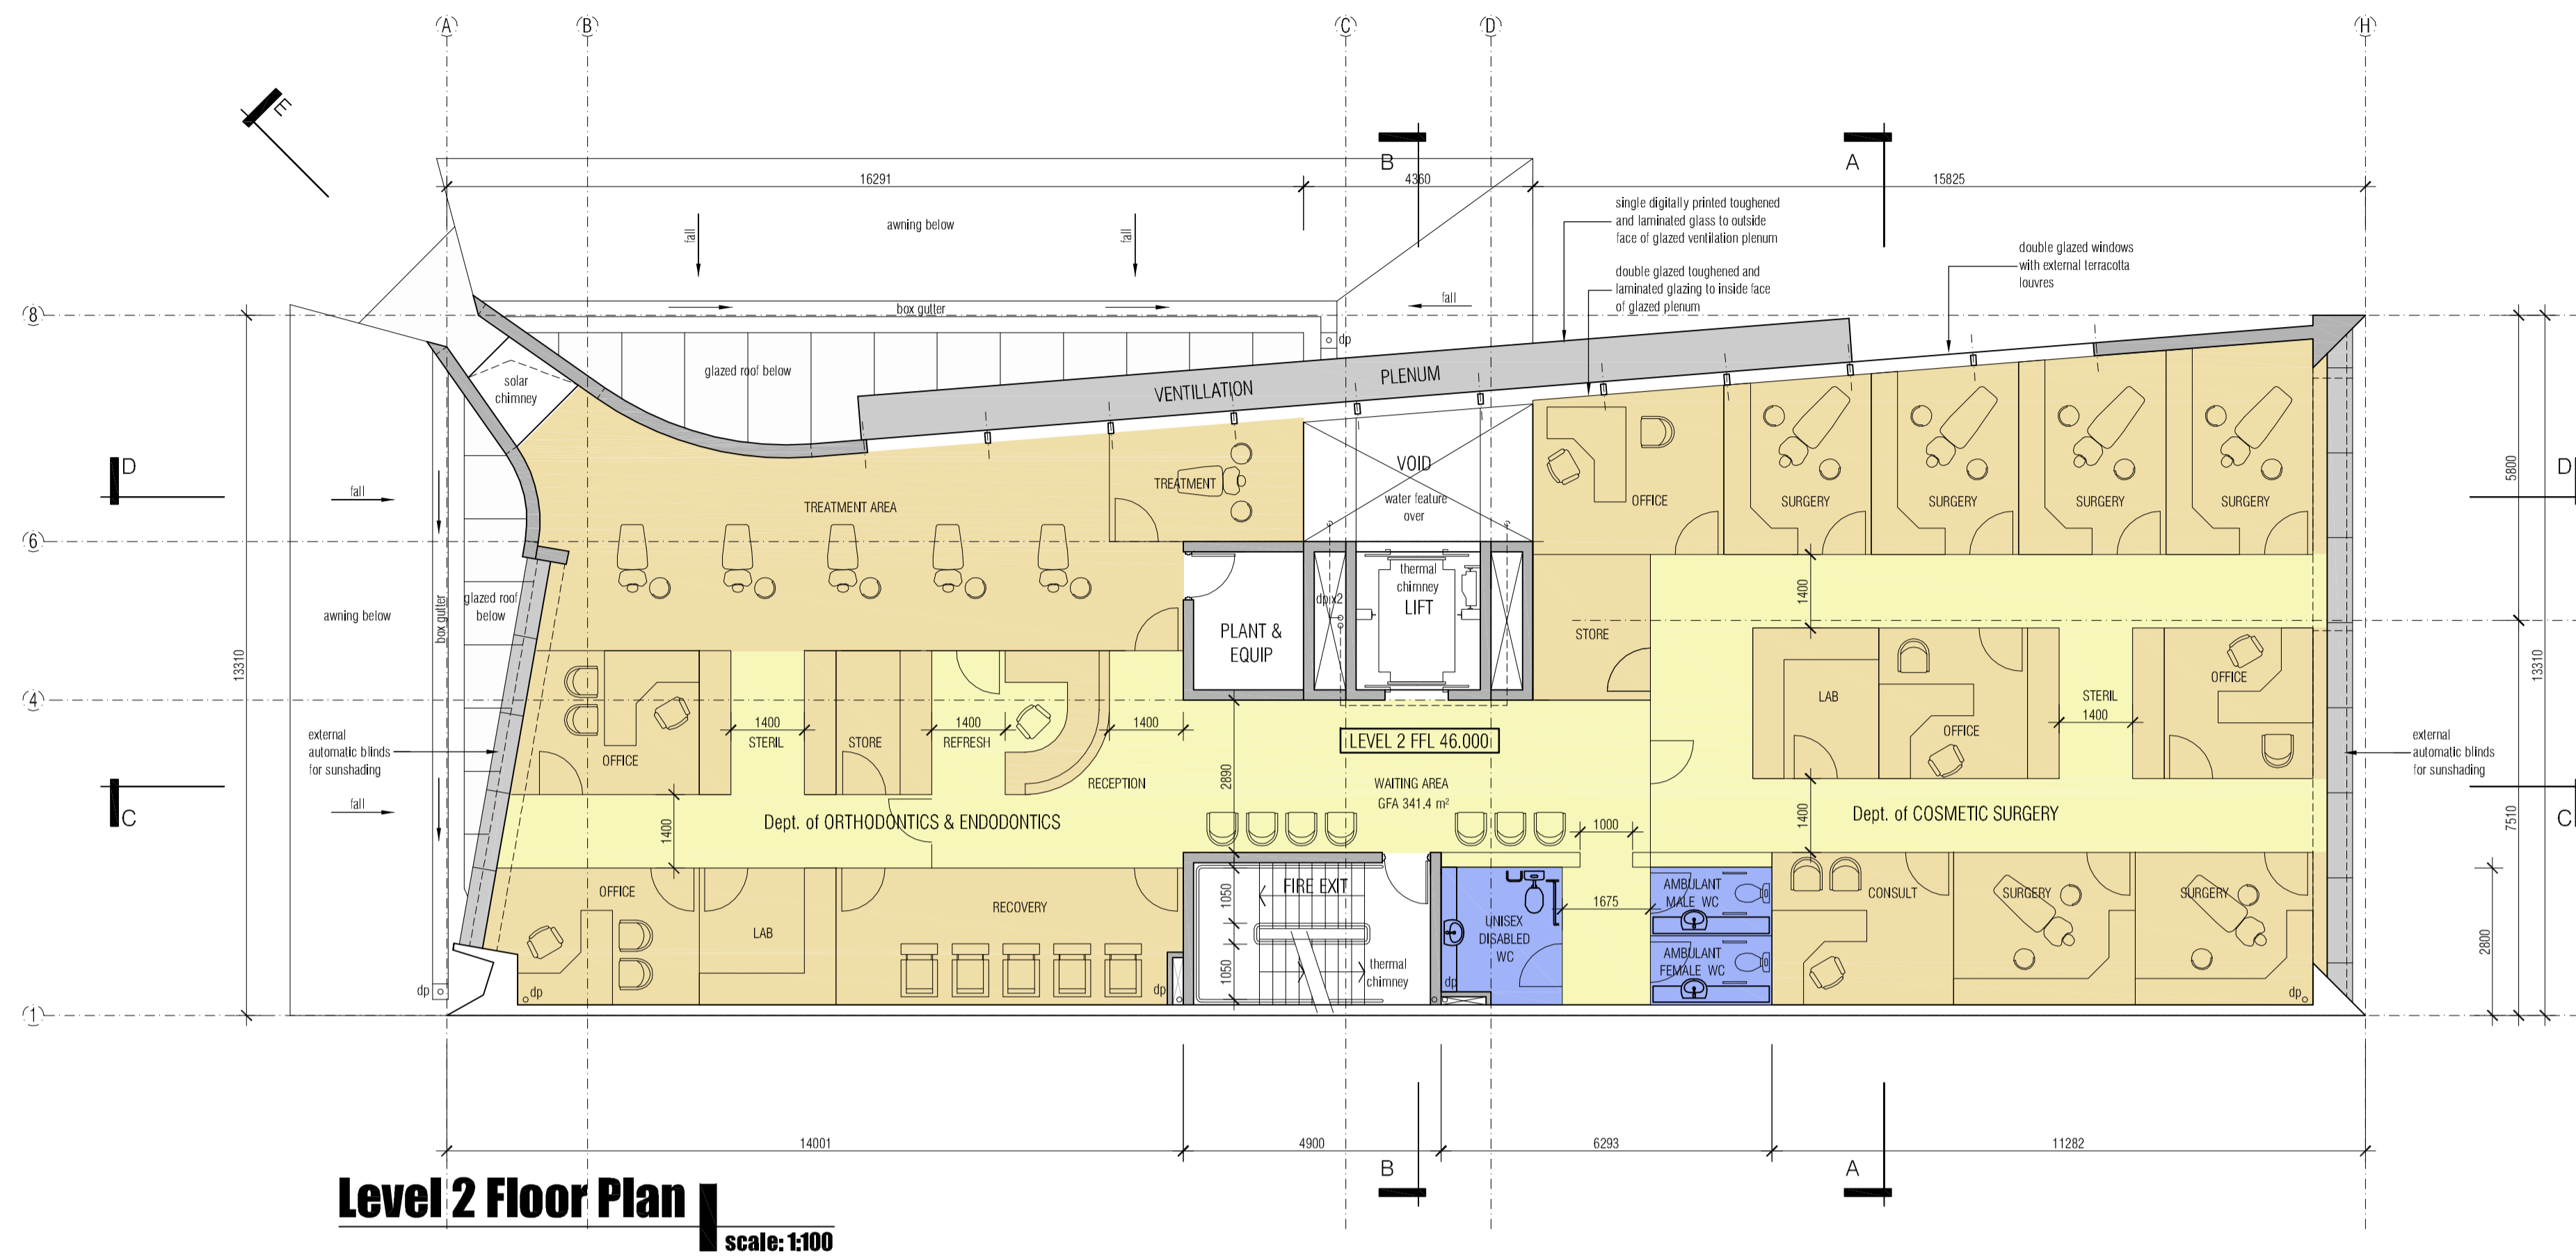 A
B
C
D
H
E
B
A
16291
4360
15825
single digitally printed toughened
and laminated glass to outside
face of glazed ventilation plenum
awning below
fall
fall
double glazed windows
with external terracotta
louvres
double glazed toughened and
laminated glazing to inside face
of glazed plenum
8
box gutter
fall
dp
solar
chimney
glazed roof below
VENTILLATION
PLENUM
D
D
VOID
water feature
over
TREATMENT
TREATMENT AREA
OFFICE
SURGERY
SURGERY
SURGERY
SURGERY
5800
fall
6
thermal
chimney
LIFT
dpx2
1400
glazed roof
below
awning below
box gutter
PLANT &
EQUIP
STORE
13310
13310
4
LAB
OFFICE
STERIL
1400
OFFICE
1400
STERIL
STORE
1400
REFRESH
1400
OFFICE
LEVEL 2 FFL 46.000
external
automatic blinds
for sunshading
external
automatic blinds
for sunshading
RECEPTION
2890
WAITING AREA
GFA 341.4 m²
fall
C
C
Dept. of ORTHODONTICS & ENDODONTICS
1400
1000
1400
Dept. of COSMETIC SURGERY
7510
OFFICE
LAB
RECOVERY
FIRE EXIT
1050
1050
thermal
chimney
UNISEX
DISABLED
WC
1675
AMBULANT
MALE WC
AMBULANT
FEMALE WC
CONSULT
SURGERY
SURGERY
2800
dp
dp
dp
dp
dp
1
14001
4900
6293
11282
B
A
Level 2 Floor Plan
scale: 1:100